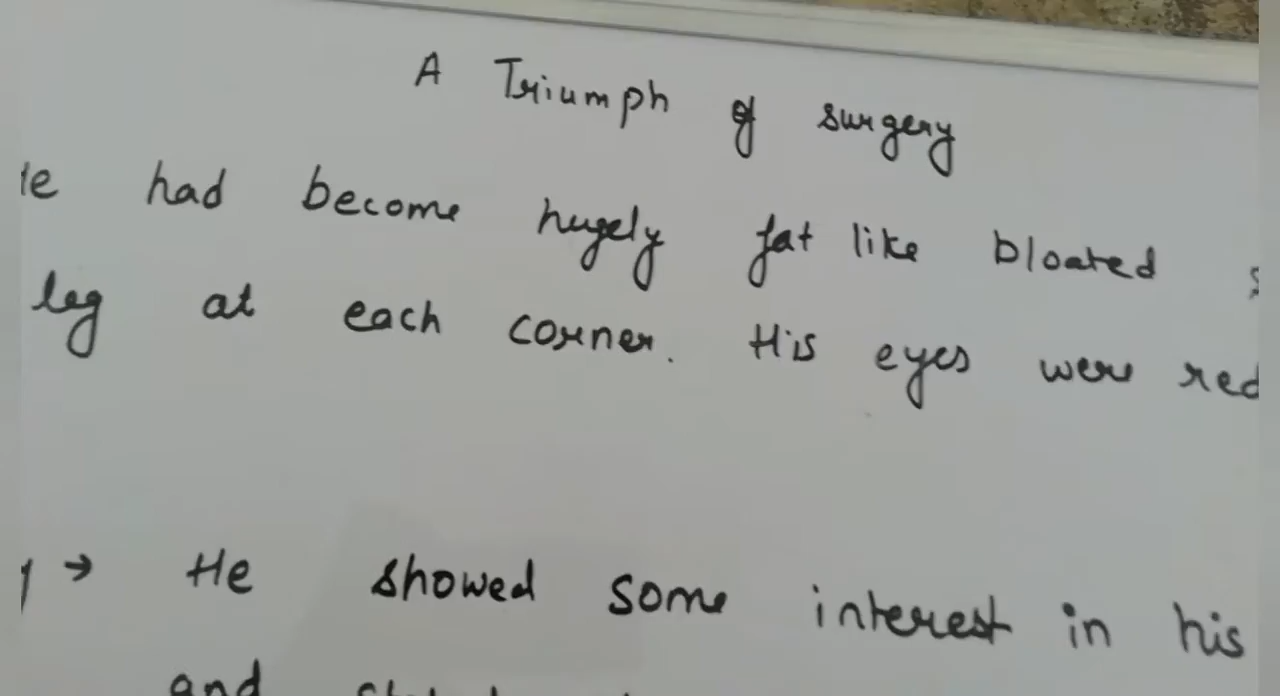 A Triumph of surgery
had become hugely fat like bloated
leg at each corner. His eyes were red
→ He showed some interest in his
and